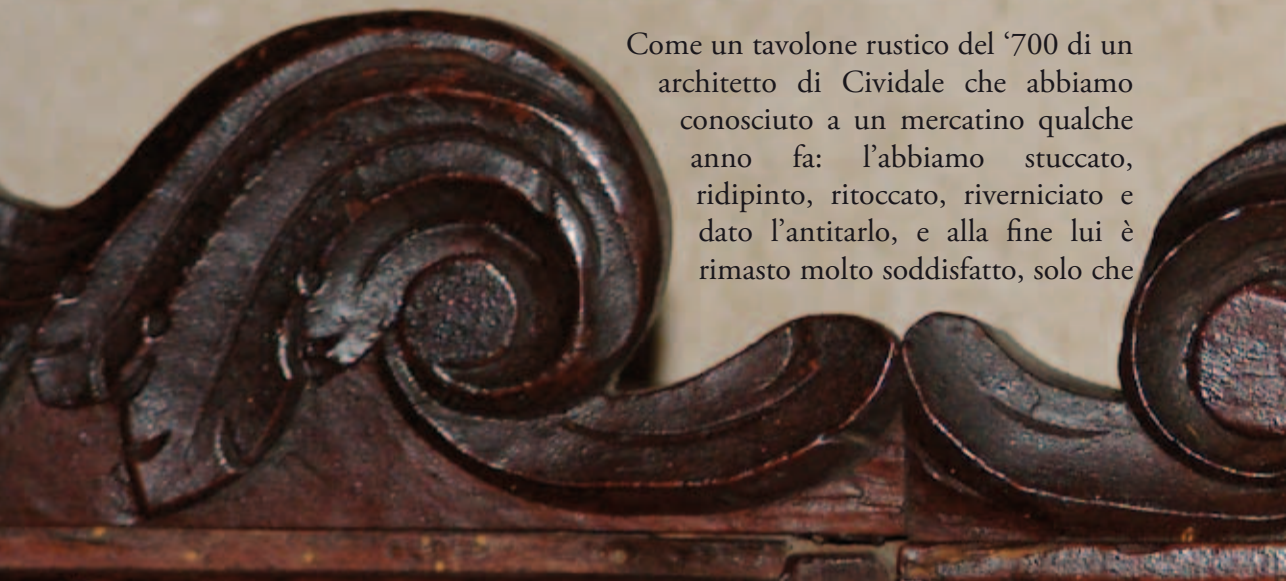 Come un tavolone rustico del ‘700 di un
architetto di Cividale che abbiamo
conosciuto a un mercatino qualche
anno fa: l’abbiamo stuccato,
ridipinto, ritoccato, riverniciato e
dato l’antitarlo, e alla fine lui è
rimasto molto soddisfatto, solo che